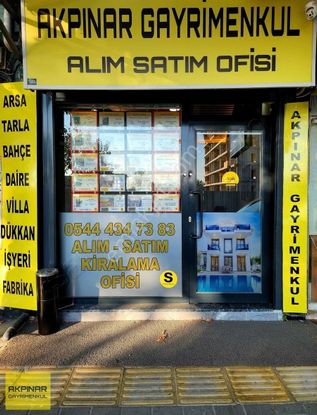 AKPINAR GAYRİMENKUL
ALIM SATIM OFİSİ
ARSA
TARLA
BAHÇE
DAİRE
VİLLA
DÜKKAN
İŞYERİ
FABRİKA
0544 434 73 83
ALIM - SATIM
KİRALAMA
OFİSİ
S
AKPINAR GAYRİMENKUL
AKPINAR
GAYRİMENKUL